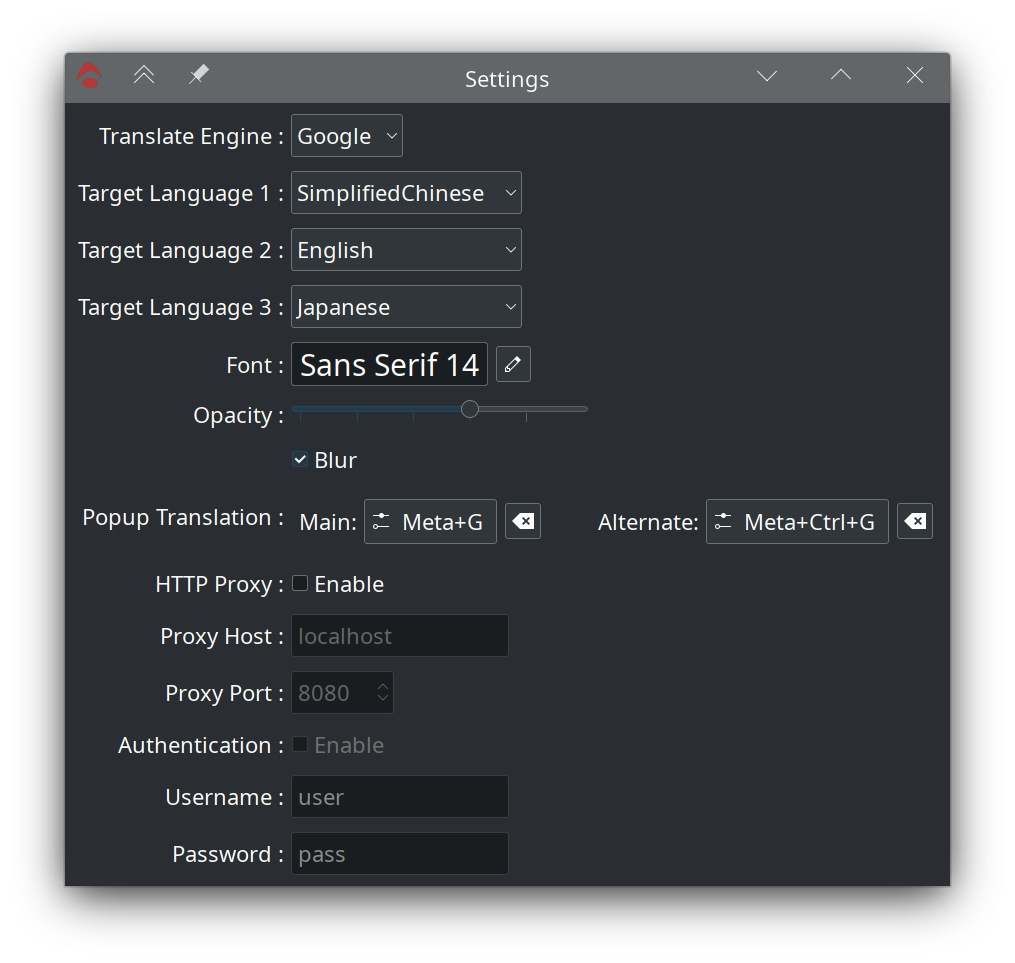 Settings
Translate Engine : Google
Target Language 1 : SimplifiedChinese
Target Language 2 : English
Target Language 3 : Japanese
Font : Sans Serif 14
Opacity :
Blur
Popup Translation : Main: Meta+G Alternate: Meta+Ctrl+G
HTTP Proxy : Enable
Proxy Host : localhost
Proxy Port : 8080
Authentication : Enable
Username : user
Password : pass